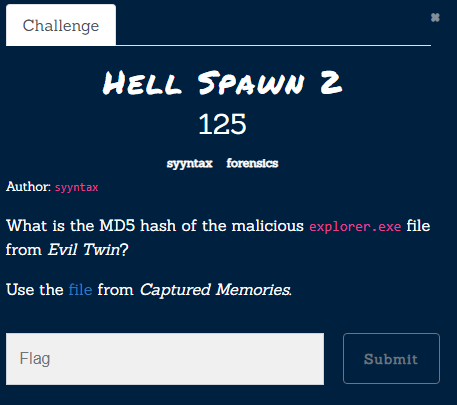 Challenge
✖
Hell Spawn 2
125
syyntax forensics
Author: syyntax
What is the MD5 hash of the malicious explorer.exe file
from Evil Twin?
Use the file from Captured Memories.
Flag
Submit